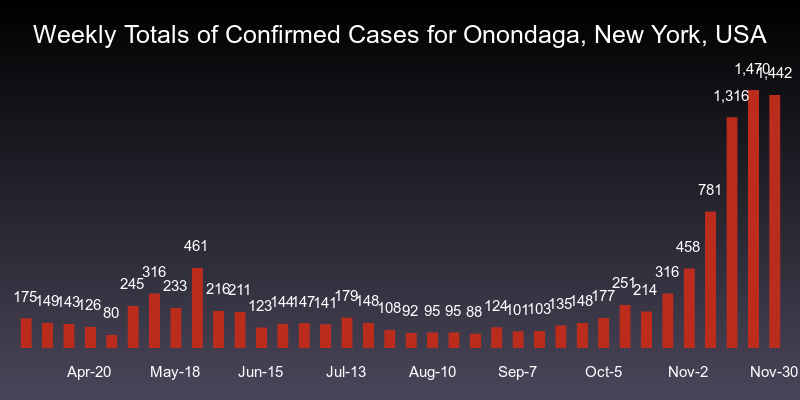 Weekly Totals of Confirmed Cases for Onondaga, New York, USA
1,470 1,442
1,316
781
461 458
245 316 233 316
175 149 143 126 80 216 211 123 144 147 141 179 148 108 92 95 95 88 124 101 103 135 148 177 251 214
Apr-20 May-18 Jun-15 Jul-13 Aug-10 Sep-7 Oct-5 Nov-2 Nov-30